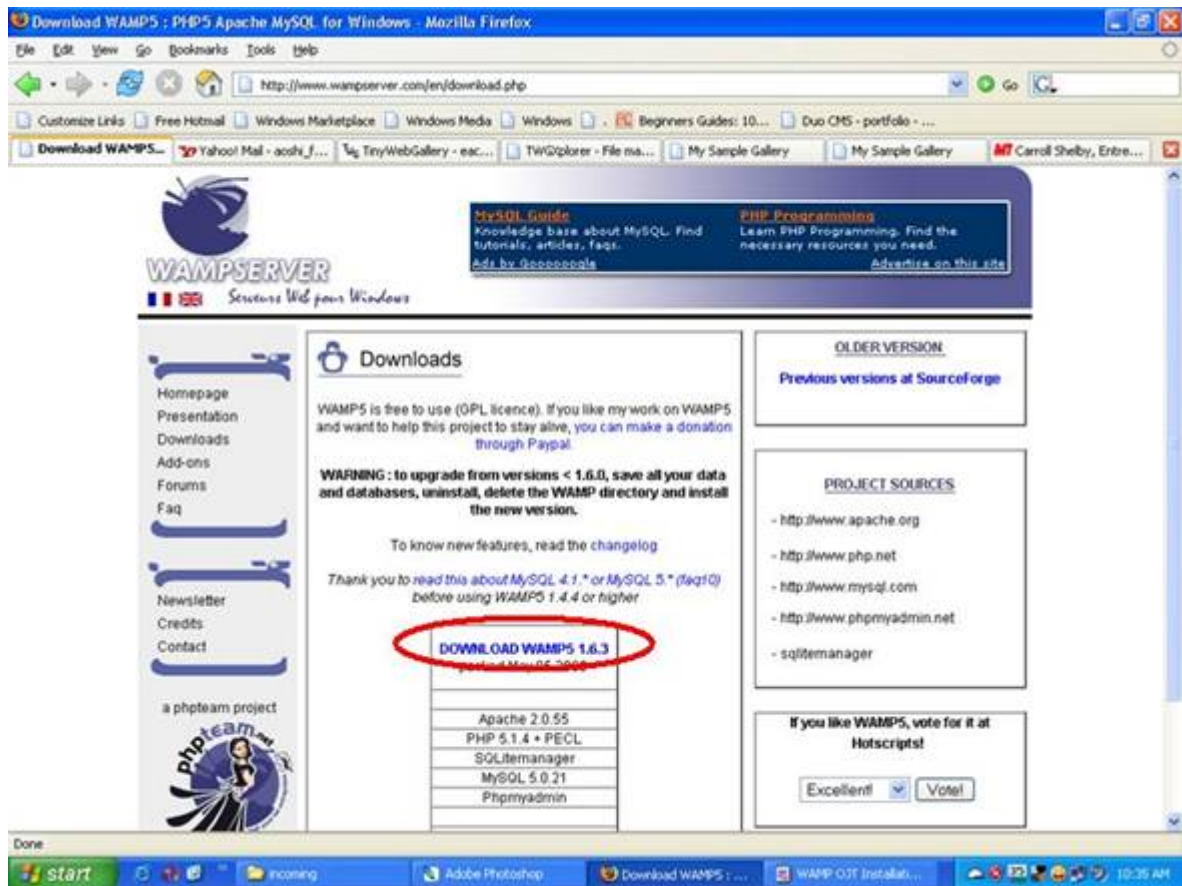 Download WAMP5 : PHP5 Apache MySQL for Windows - Mozilla Firefox
File Edit View Go Bookmarks Tools Help
http://www.wampserver.com/en/download.php
Go
Customize Links Free Hotmail Windows Marketplace Windows Media Windows Beginners Guides: 10... Duo CMS - portfolio - ...
Download WAMP5... Yahoo! Mail - aoshi_f... TinyWebGallery - eac... TWGXplorer - File ma... My Sample Gallery My Sample Gallery Carroll Shelby, Entre...
MySQL Guide
Knowledge base about MySQL. Find tutorials, articles, faqs.
Ads by Goooooogle
PHP Programming
Learn PHP Programming. Find the necessary resources you need.
Advertise on this site
WAMPSERVER
Serveurs Web pour Windows
Homepage
Presentation
Downloads
Add-ons
Forums
Faq
Newsletter
Credits
Contact
a phpteam project
phpteam.net
Downloads
WAMP5 is free to use (GPL licence). If you like my work on WAMP5
and want to help this project to stay alive, you can make a donation
through Paypal.
WARNING : to upgrade from versions < 1.6.0, save all your data
and databases, uninstall, delete the WAMP directory and install
the new version.
To know new features, read the changelog
Thank you to read this about MySQL 4.1.* or MySQL 5.* (faq10)
before using WAMP5 1.4.4 or higher
DOWNLOAD WAMP5 1.6.3
Apache 2.0.55
PHP 5.1.4 + PECL
SQLitemanager
MySQL 5.0.21
Phpmyadmin
OLDER VERSION
Previous versions at SourceForge
PROJECT SOURCES
- http://www.apache.org
- http://www.php.net
- http://www.mysql.com
- http://www.phpmyadmin.net
- sqlitemanager
If you like WAMP5, vote for it at
Hotscripts!
Excellent! Vote!
Done
start incoming Adobe Photoshop Download WAMP5 : ... WAMP OJT Installati... 10:35 AM